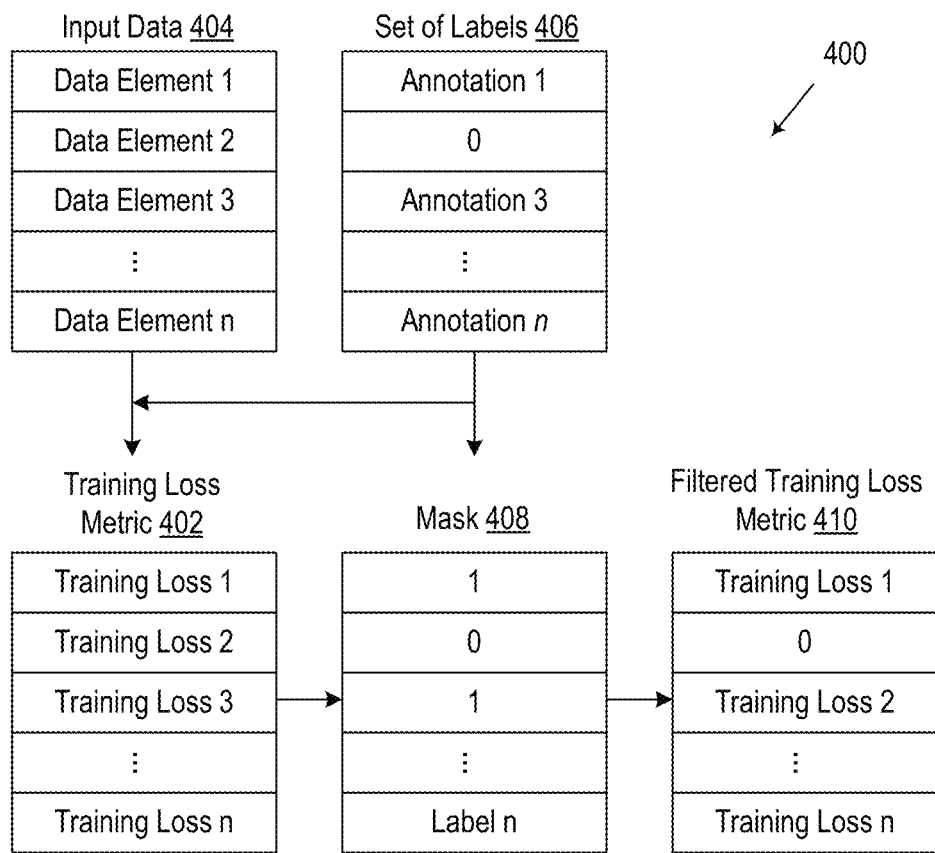 Input Data 404
Data Element 1
Data Element 2
Data Element 3
⋮
Data Element n
Set of Labels 406
Annotation 1
0
Annotation 3
⋮
Annotation n
400
Training Loss
Metric 402
Training Loss 1
Training Loss 2
Training Loss 3
⋮
Training Loss n
Mask 408
1
0
1
⋮
Label n
Filtered Training Loss
Metric 410
Training Loss 1
0
Training Loss 2
⋮
Training Loss n